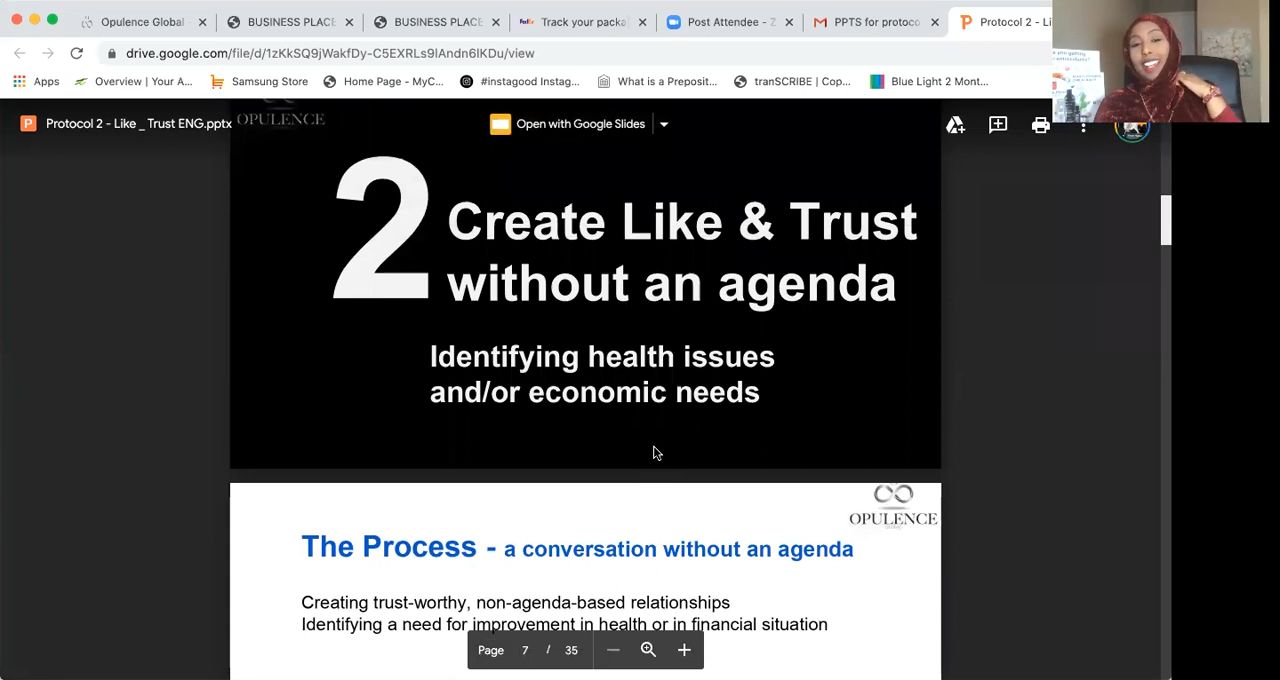 Opulence Global
BUSINESS PLACE
BUSINESS PLACE
FedEx
Track your packa
Post Attendee - Z
PPTS for protoco
Protocol 2 - Li
drive.google.com/file/d/1zKkSQ9jWakfDy-C5EXRLs9IAndn6lKDu/view
Apps
Overview | Your A...
Samsung Store
Home Page - MyC...
#instagood Instag...
What is a Preposit...
tranSCRIBE | Cop...
Blue Light 2 Mont...
P
Protocol 2 - Like _ Trust ENG.pptx
Open with Google Slides
OPULENCE
2
Create Like & Trust
without an agenda
Identifying health issues
and/or economic needs
OPULENCE
The Process - a conversation without an agenda
Creating trust-worthy, non-agenda-based relationships
Identifying a need for improvement in health or in financial situation
Page 7 / 35